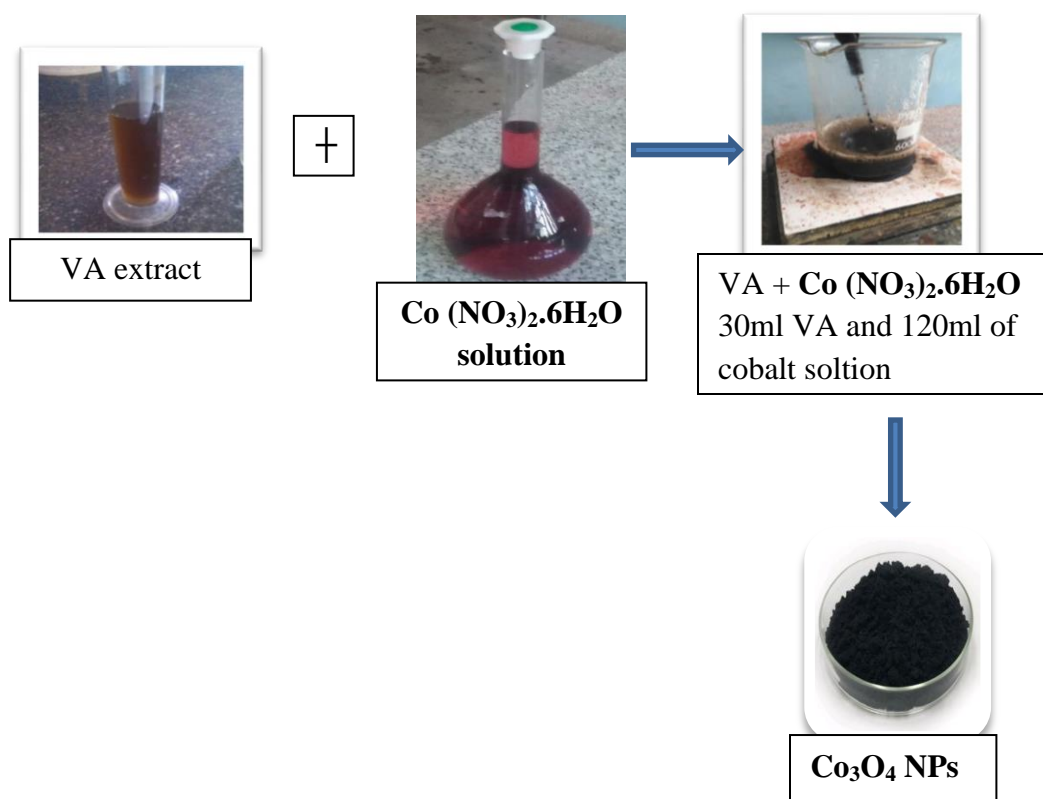 VA extract
+
Co (NO₃)₂.6H₂O
solution
VA + Co (NO₃)₂.6H₂O
30ml VA and 120ml of
cobalt soltion
600
Co₃O₄ NPs